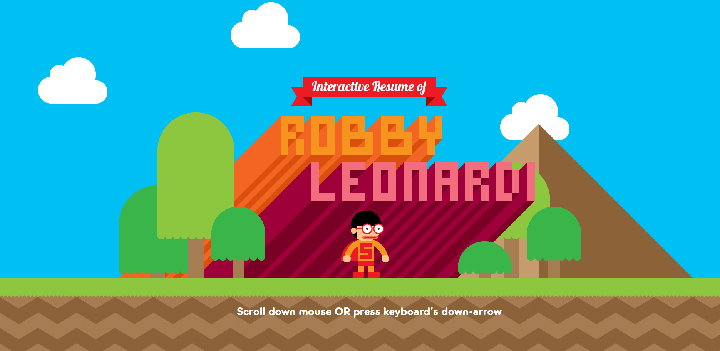 Interactive Resume of
ROBBY
LEONARDI
S
Scroll down mouse OR press keyboard's down-arrow